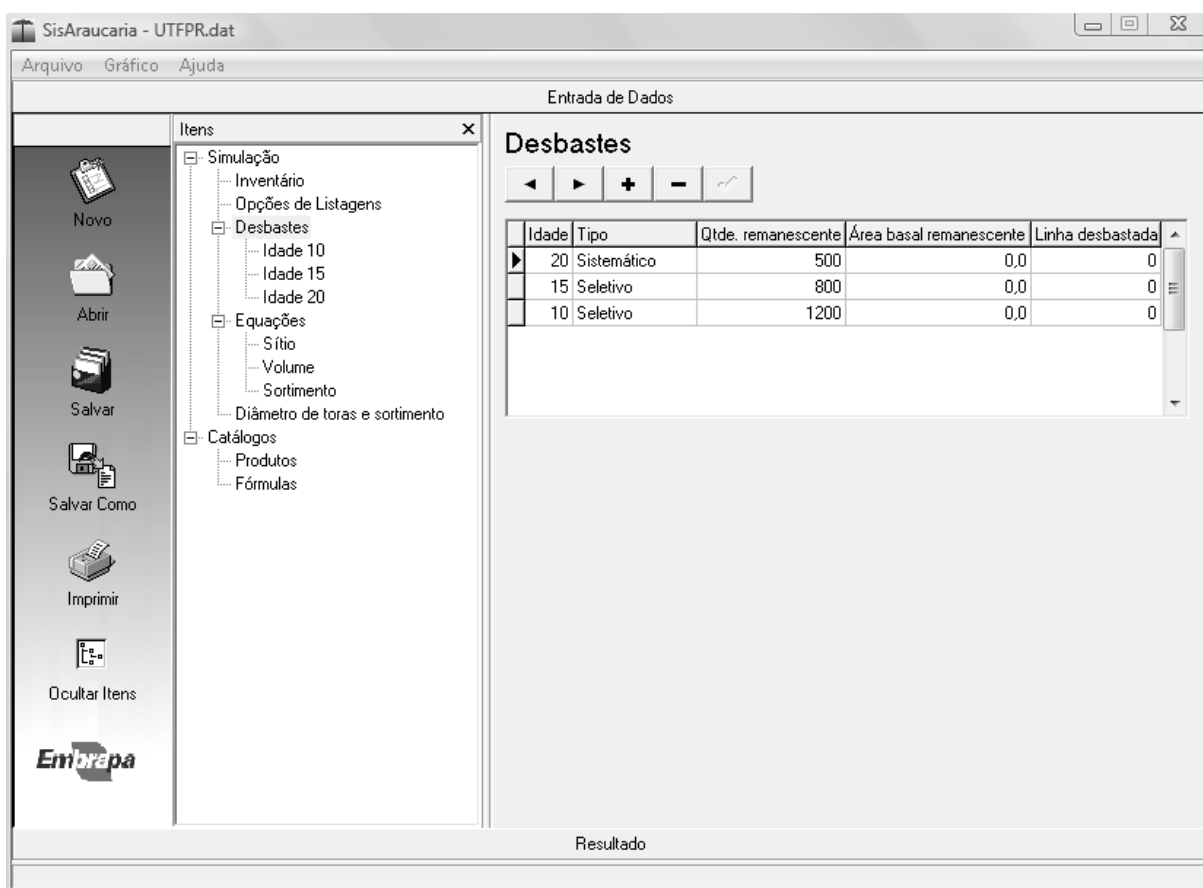 SisAraucaria - UTFPR.dat
Arquivo Gráfico Ajuda
Entrada de Dados
Novo
Abrir
Salvar
Salvar Como
Imprimir
Ocultar Itens
Embrapa
Itens
Simulação
Inventário
Opções de Listagens
Desbastes
Idade 10
Idade 15
Idade 20
Equações
Sítio
Volume
Sortimento
Diâmetro de toras e sortimento
Catálogos
Produtos
Fórmulas
Desbastes
Idade Tipo Qtde. remanescente Área basal remanescente Linha desbastada
20 Sistemático 500 0,0 0
15 Seletivo 800 0,0 0
10 Seletivo 1200 0,0 0
Resultado